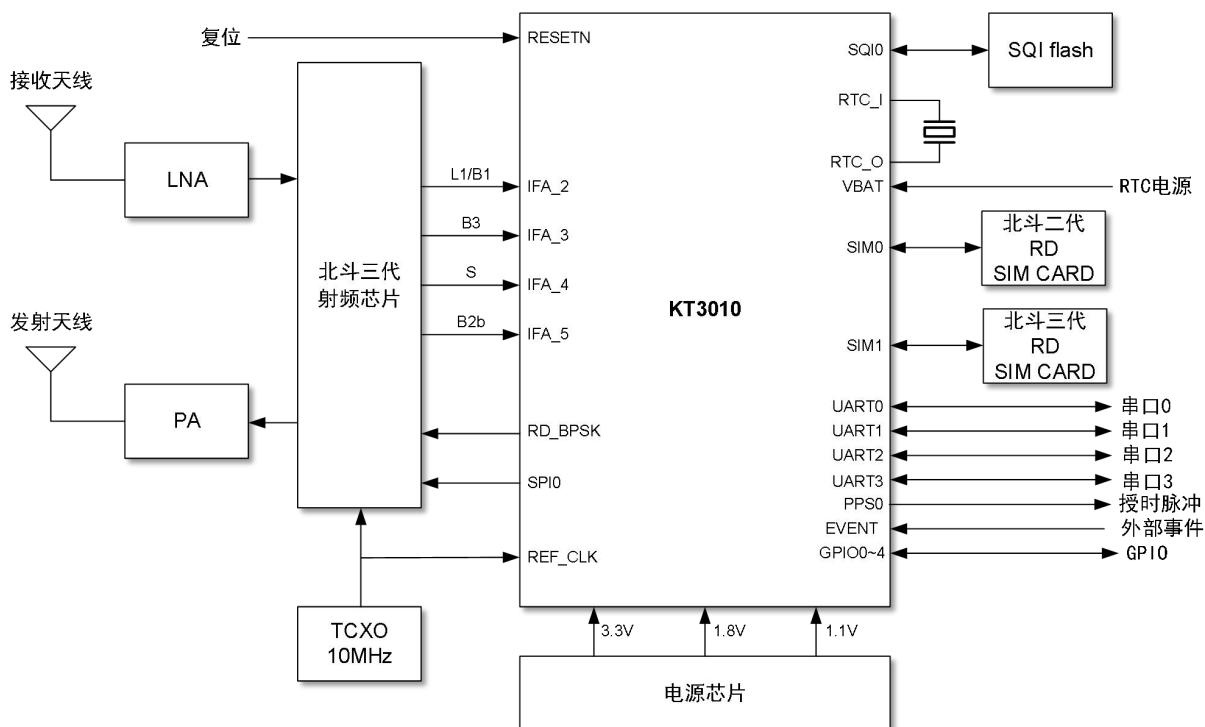 复位
RESETN
接收天线
LNA
北斗三代
射频芯片
L1/B1
IFA_2
B3
IFA_3
S
IFA_4
B2b
IFA_5
发射天线
PA
RD_BPSK
SPI0
REF_CLK
TCXO
10MHz
KT3010
SQI0
SQI flash
RTC_I
RTC_O
VBAT
RTC电源
SIM0
北斗二代
RD
SIM CARD
SIM1
北斗三代
RD
SIM CARD
UART0
串口0
UART1
串口1
UART2
串口2
UART3
串口3
PPS0
授时脉冲
EVENT
外部事件
GPIO0~4
GPIO
3.3V
1.8V
1.1V
电源芯片